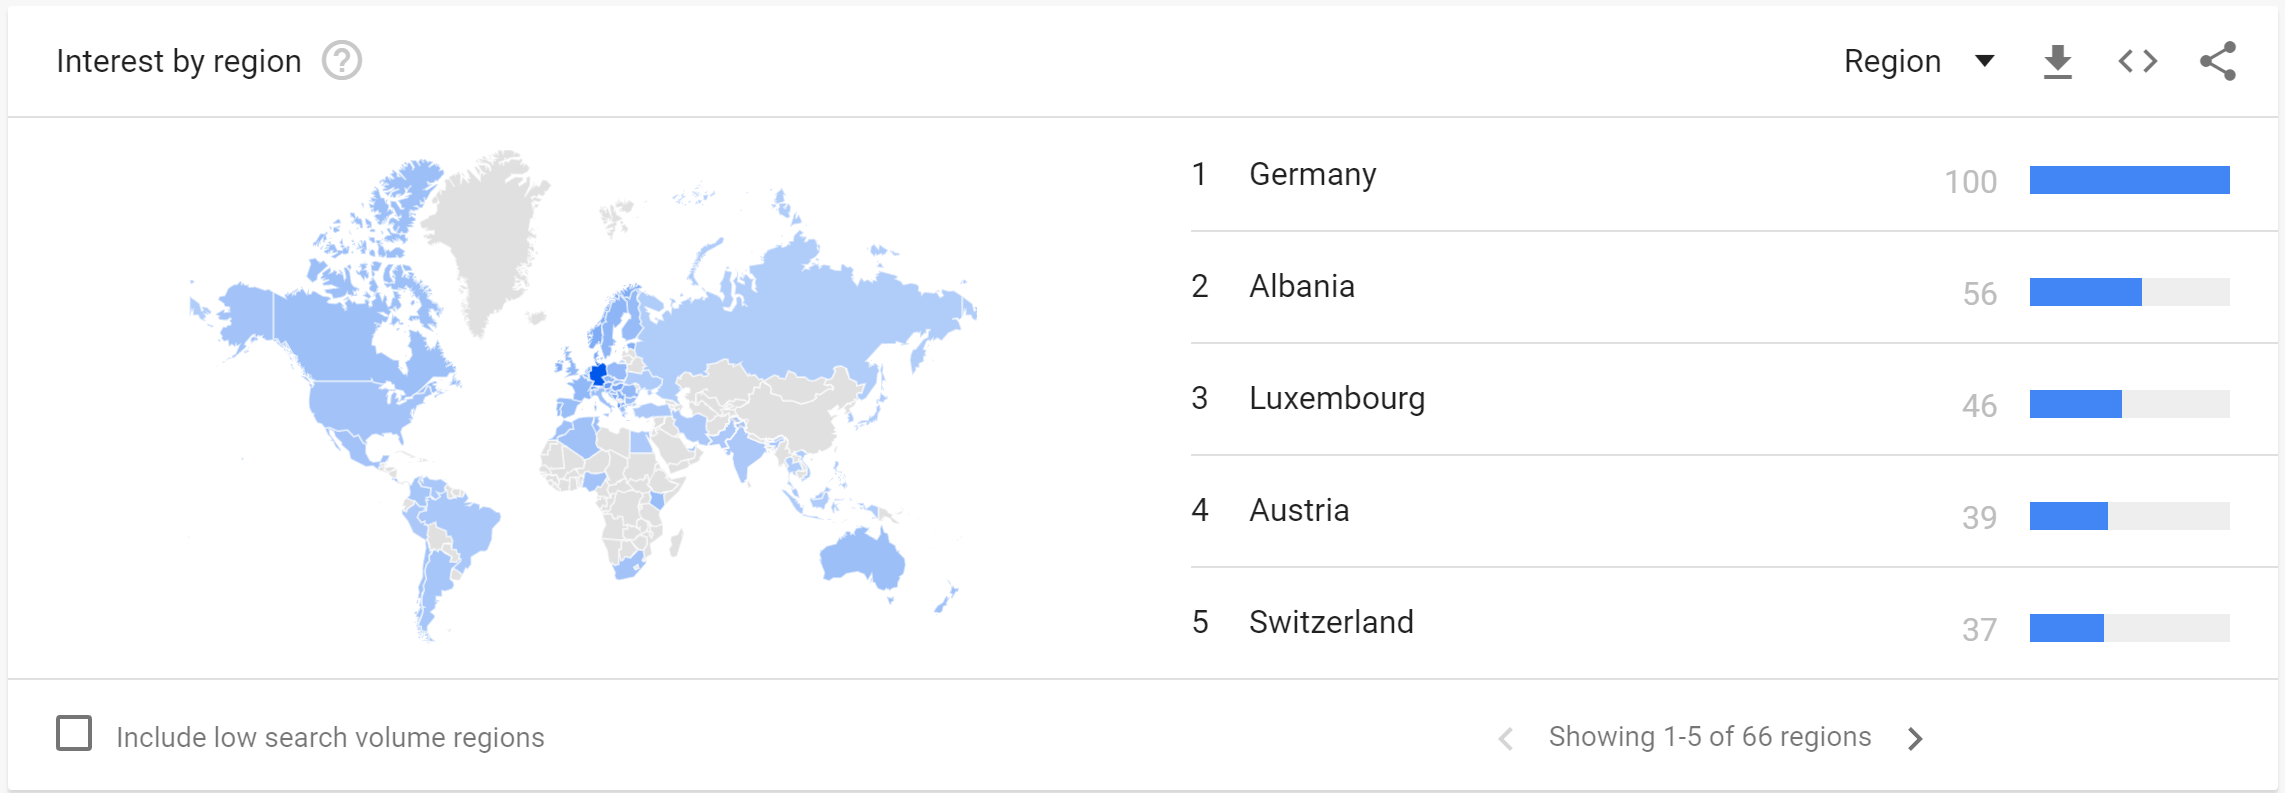 Interest by region ?
Region
1 Germany 100
2 Albania 56
3 Luxembourg 46
4 Austria 39
5 Switzerland 37
Include low search volume regions
Showing 1-5 of 66 regions